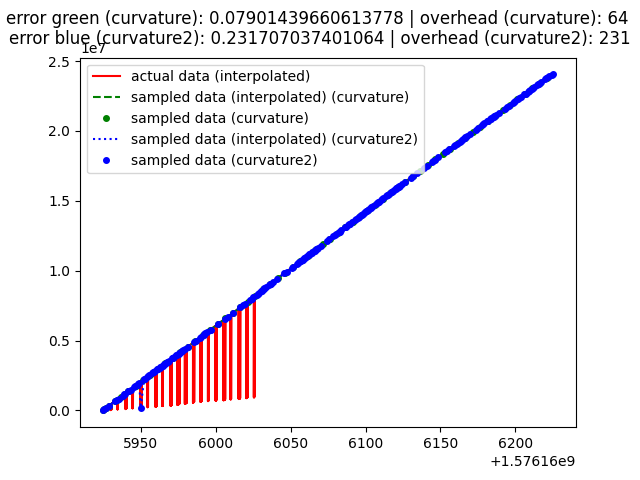 error green (curvature): 0.07901439660613778 | overhead (curvature): 64
error blue (curvature2): 0.231707037401064 | overhead (curvature2): 231
1e7
actual data (interpolated)
sampled data (interpolated) (curvature)
sampled data (curvature)
sampled data (interpolated) (curvature2)
sampled data (curvature2)
2.5
2.0
1.5
1.0
0.5
0.0
5950 6000 6050 6100 6150 6200
+1.57616e9